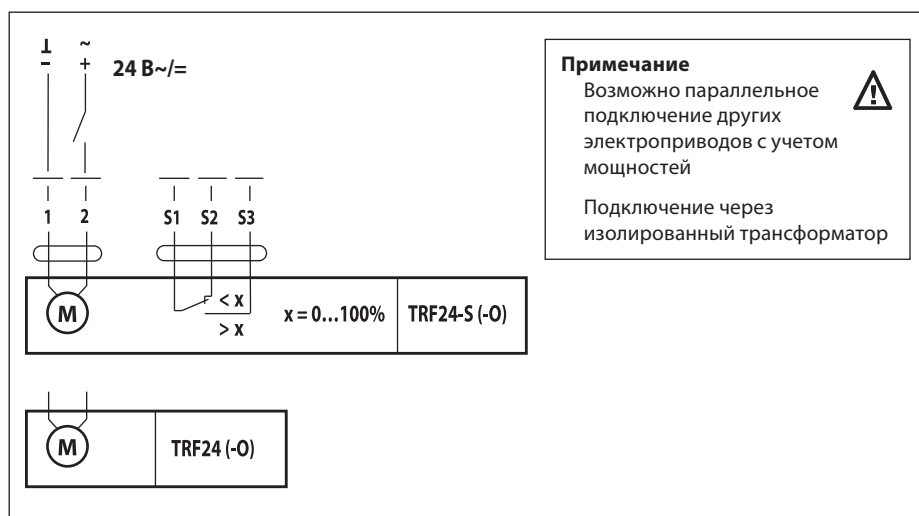 ⊥ ~
- + 24 В~/=
1 2 S1 S2 S3
M < x
> x
x = 0...100% TRF24-S (-O)
M TRF24 (-O)
Примечание
Возможно параллельное
подключение других
электроприводов с учетом
мощностей
Подключение через
изолированный трансформатор